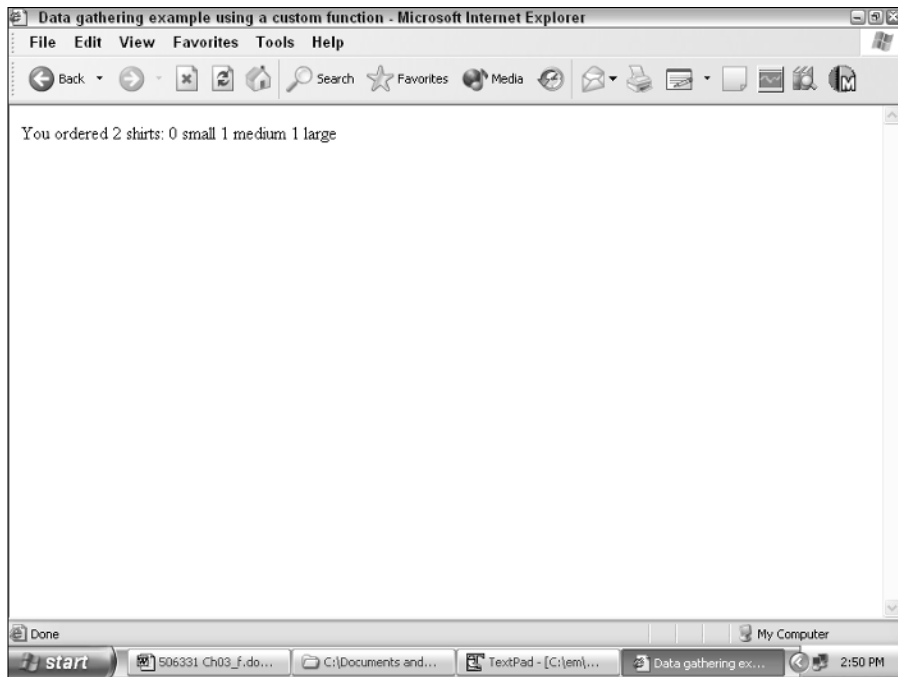 Data gathering example using a custom function - Microsoft Internet Explorer
File Edit View Favorites Tools Help
Back Search Favorites Media
You ordered 2 shirts: 0 small 1 medium 1 large
Done My Computer
start 506331 Ch03_f.do... C:\Documents and... TextPad - [C:\em\... Data gathering ex... 2:50 PM